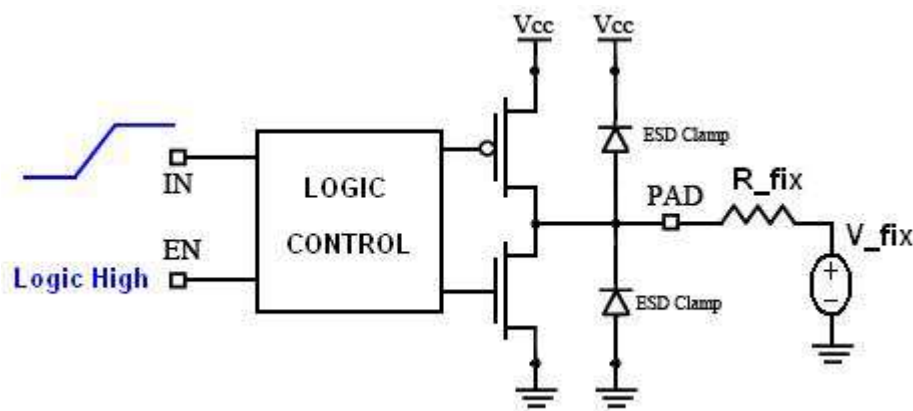 Vcc
Vcc
ESD Clamp
IN
LOGIC
CONTROL
PAD
R_fix
V_fix
EN
Logic High
ESD Clamp
+
−